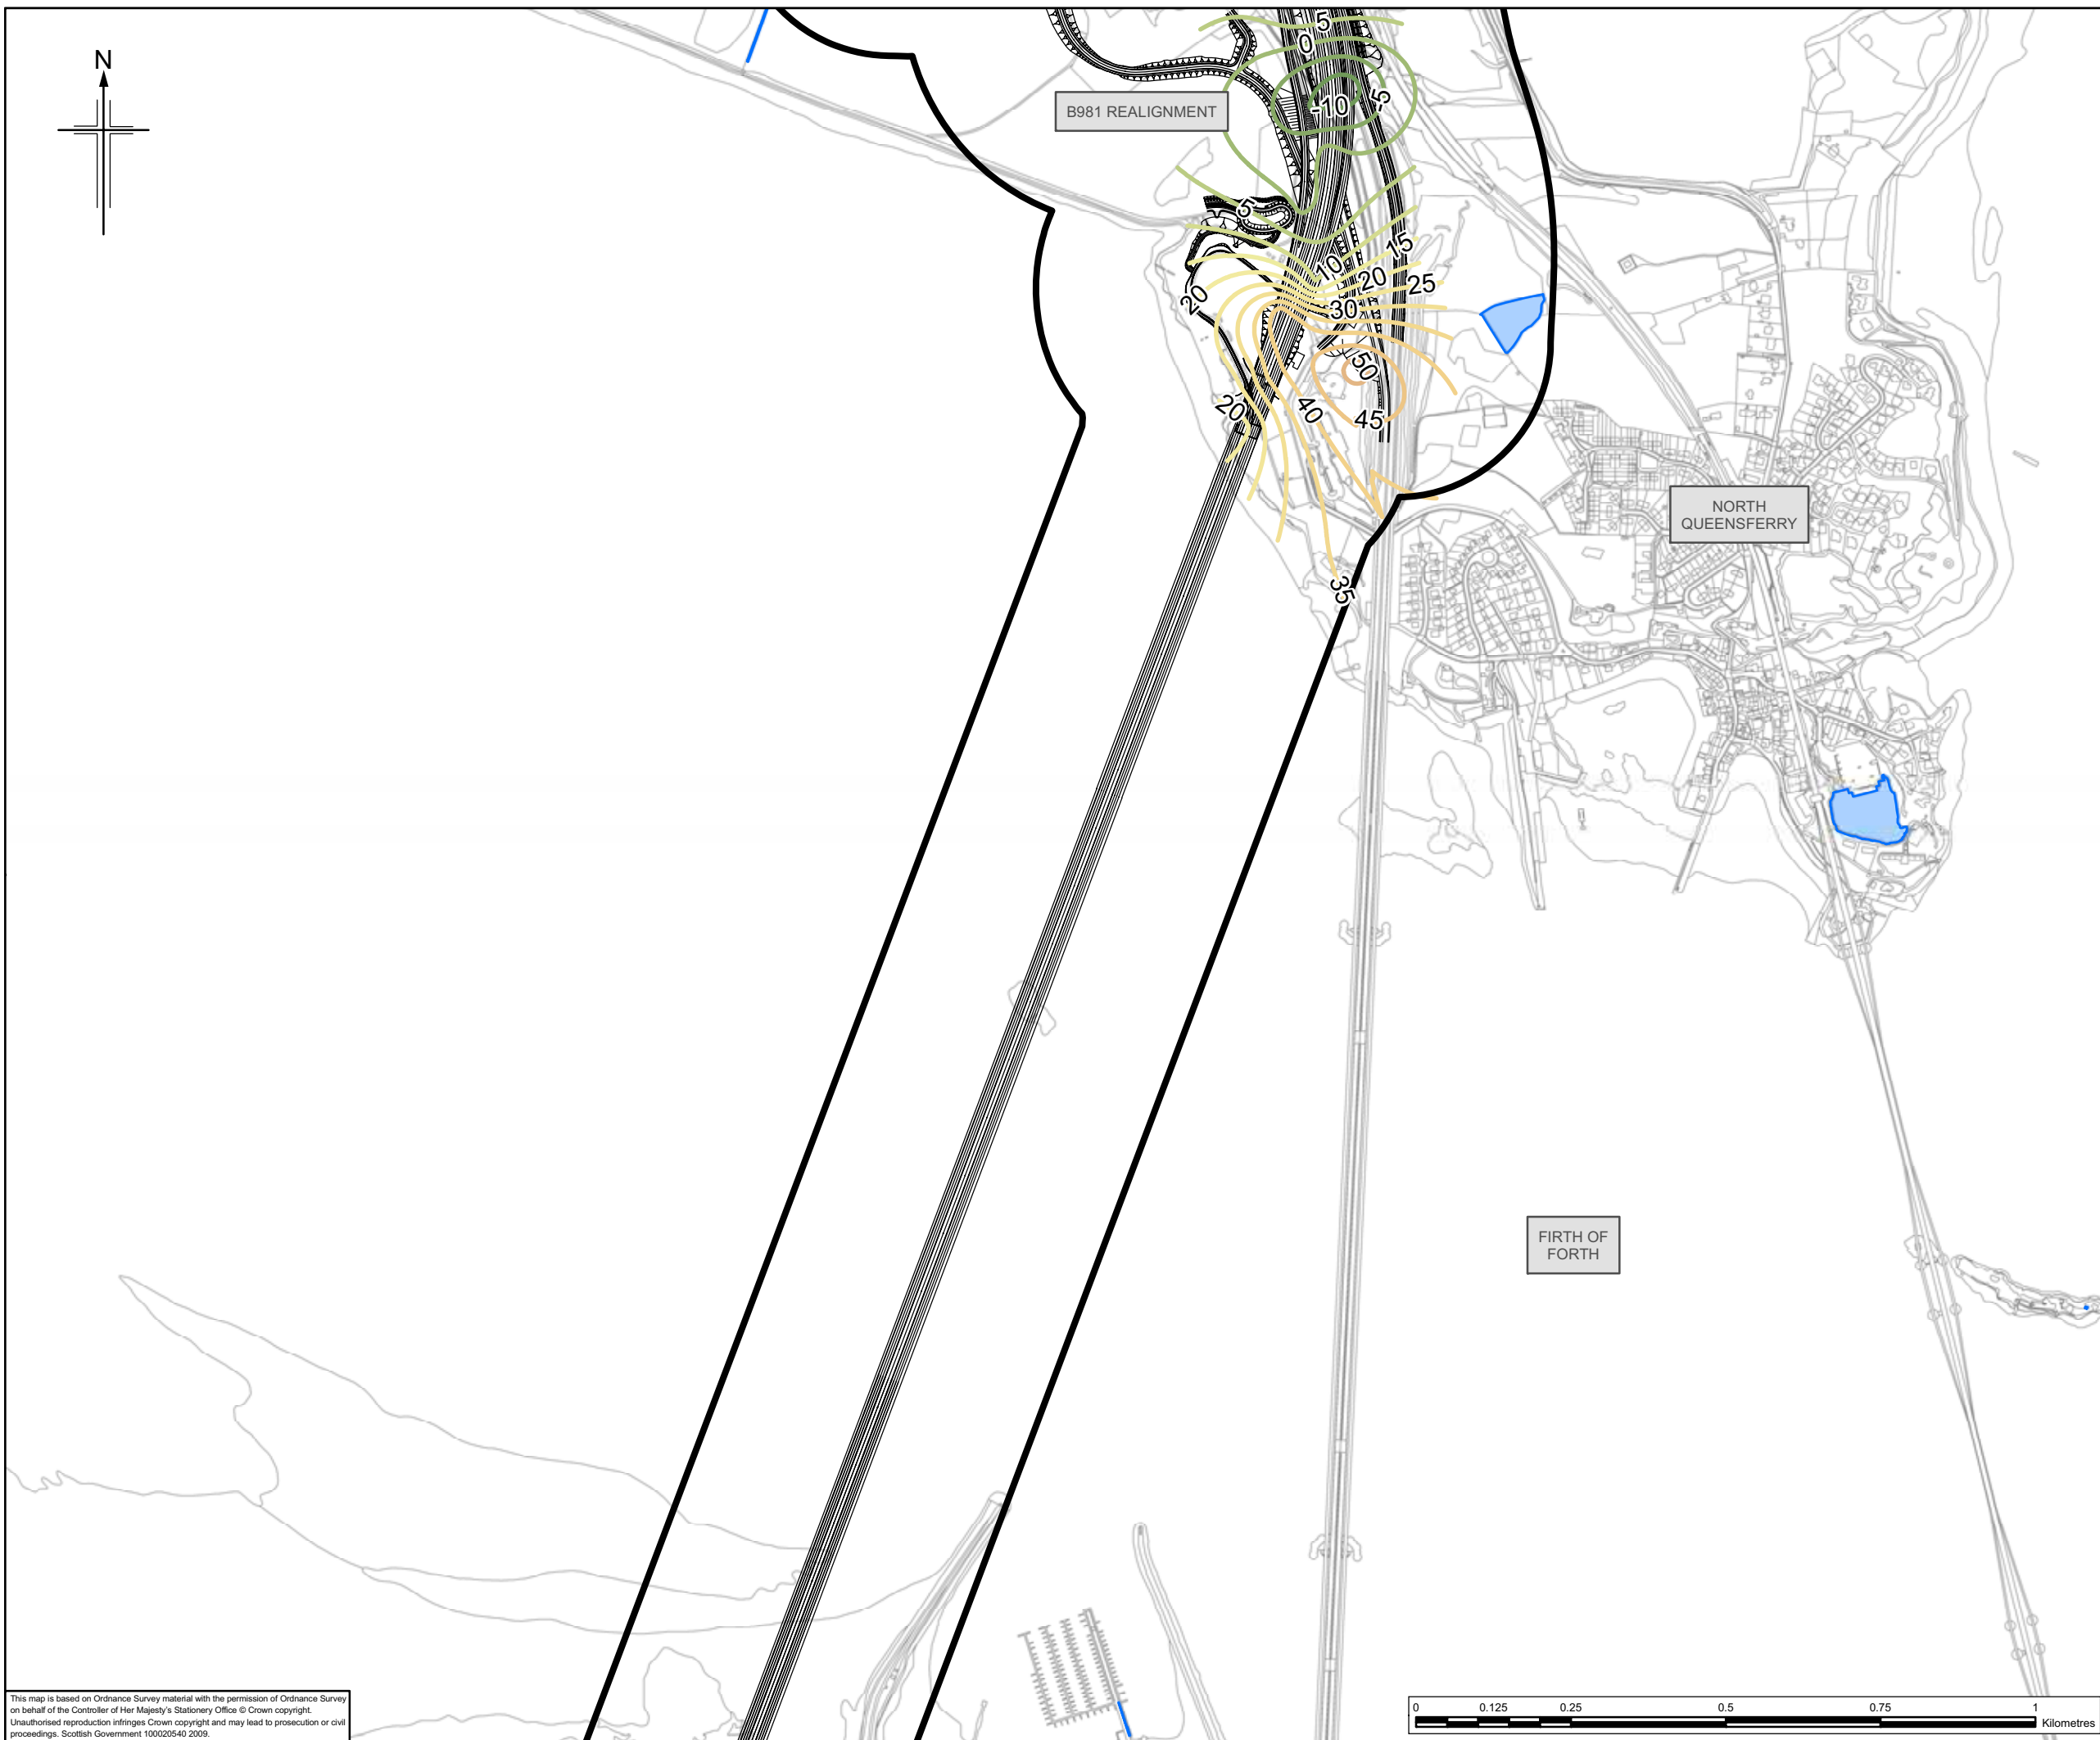 N
5
0
-10
-5
B981 REALIGNMENT
5
15
10
20
25
20
30
50
20
40
45
NORTH
QUEENSFERRY
35
FIRTH OF
FORTH
This map is based on Ordnance Survey material with the permission of Ordnance Survey
on behalf of the Controller of Her Majesty's Stationery Office © Crown copyright.
Unauthorised reproduction infringes Crown copyright and may lead to prosecution or civil
proceedings. Scottish Government 100020540 2009.
0 0.125 0.25 0.5 0.75 1
Kilometres